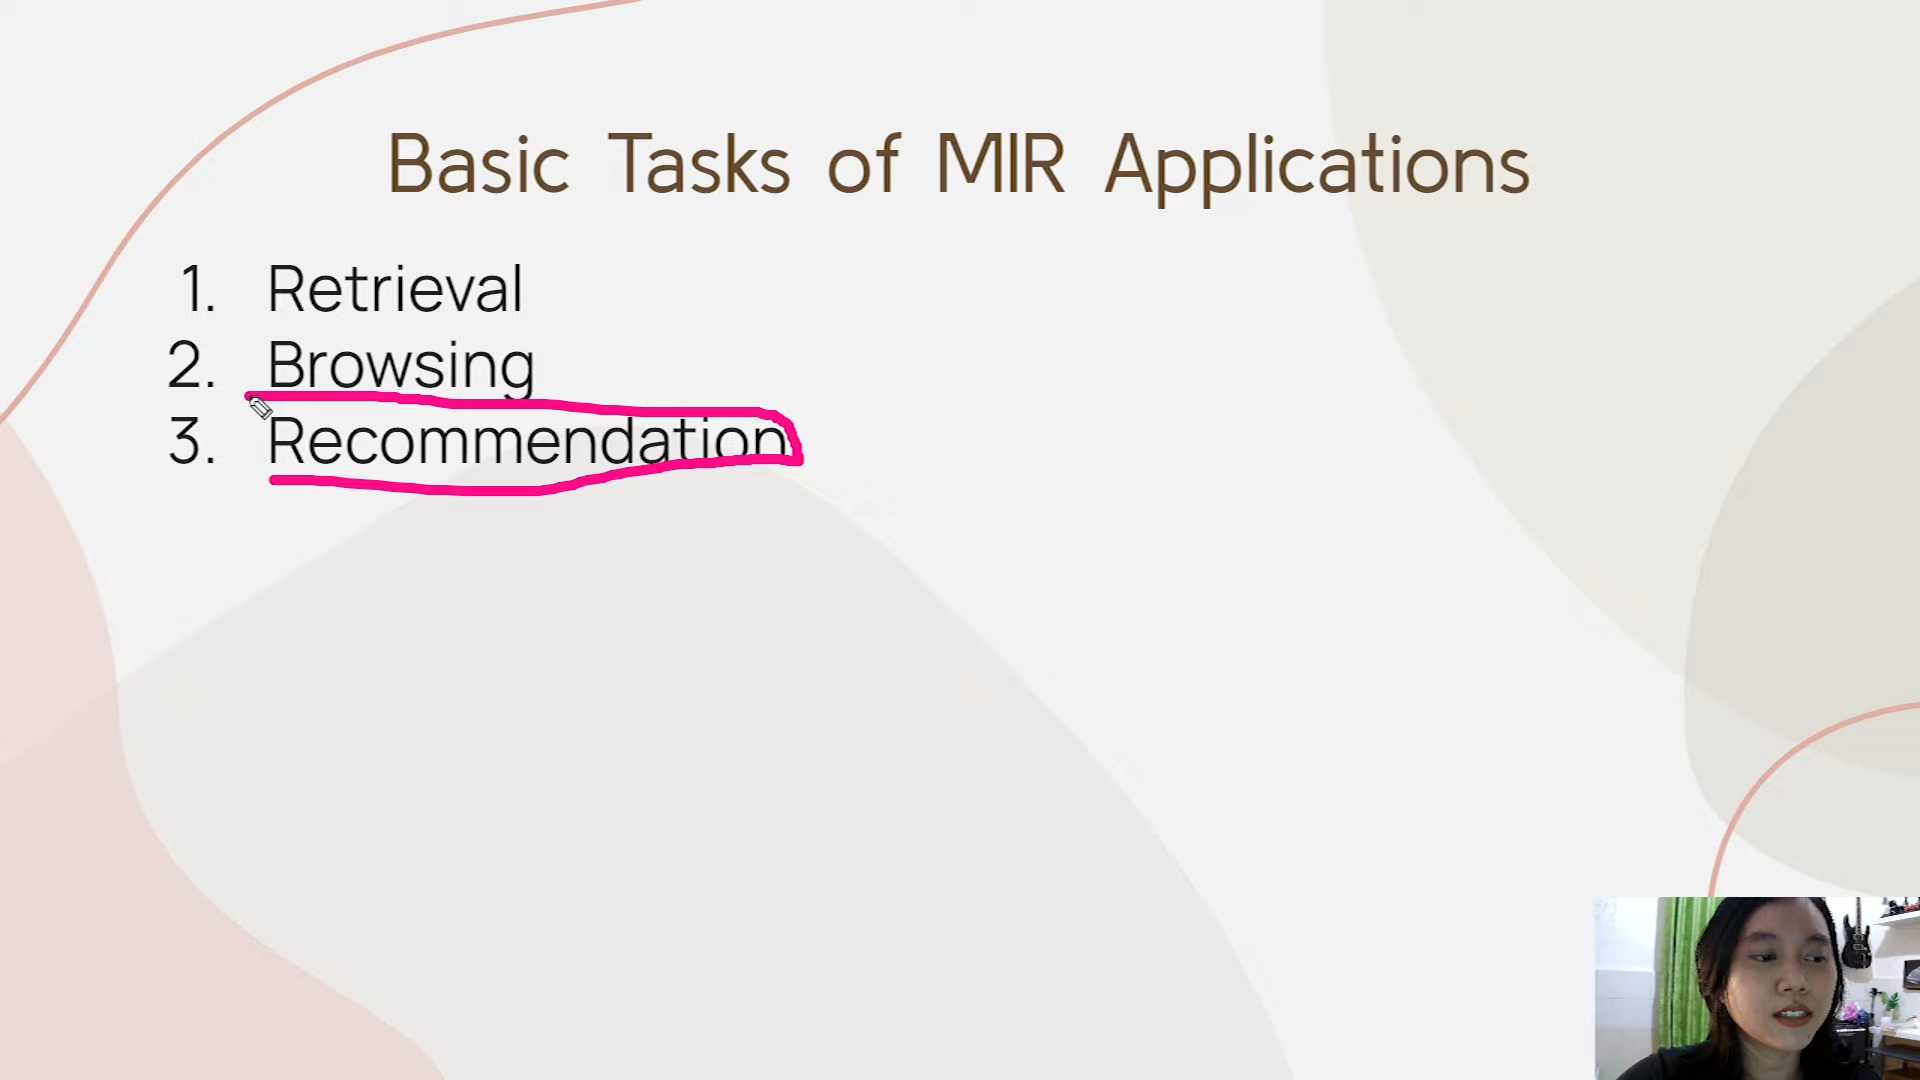 Basic Tasks of MIR Applications
1. Retrieval
2. Browsing
3. Recommendation